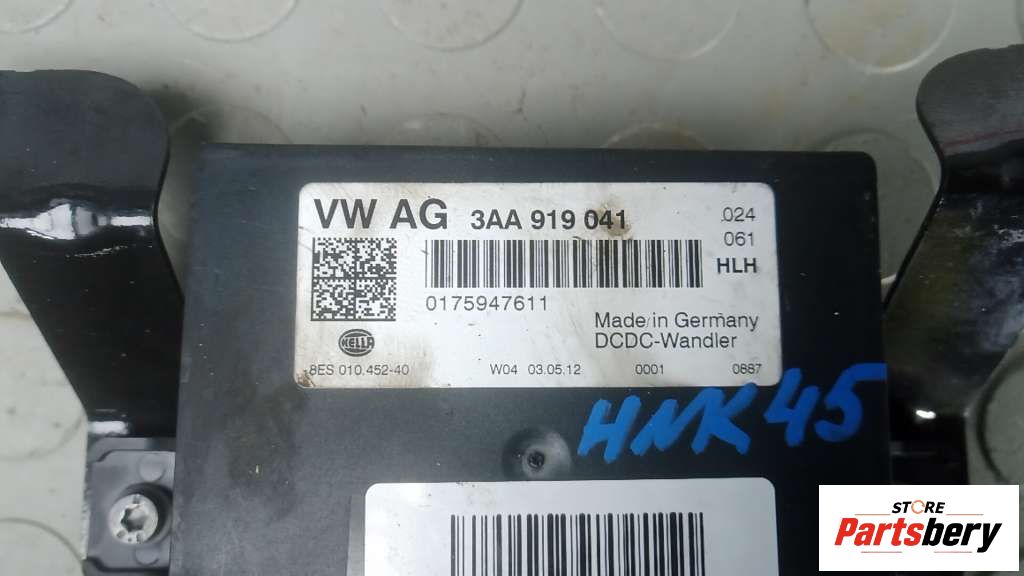 VW AG 3AA 919 041 .024
061
HLH
0175947611
Made in Germany
DCDC-Wandler
HELLA
8ES 010.452-40 W04 03.05.12 0001 0887
HNK45
STORE
Partsbery